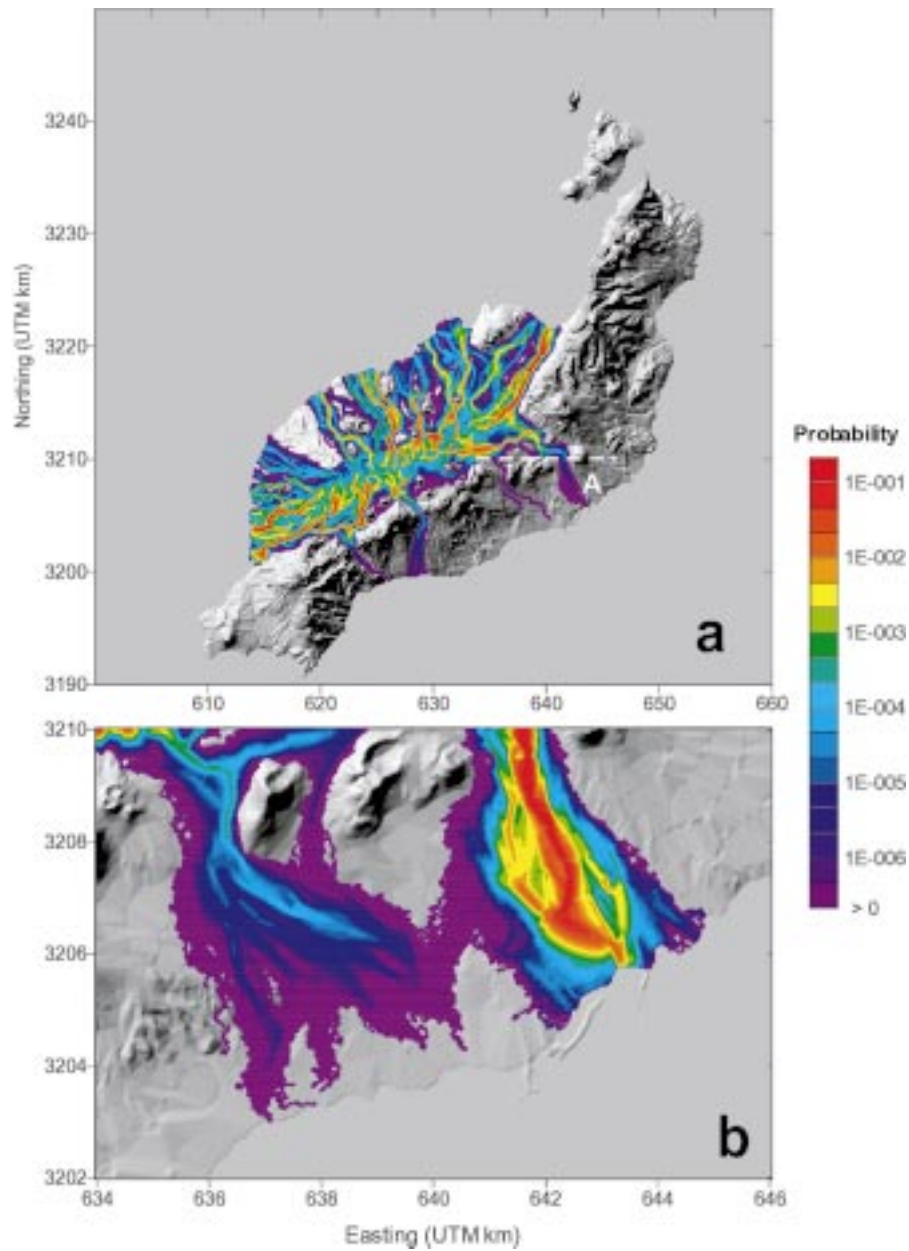 3240
3230
3220
3210
3200
3190
Northing (UTM km)
A
a
610
620
630
640
650
660
Probability
1E-001
1E-002
1E-003
1E-004
1E-005
1E-006
> 0
3210
3208
3206
3204
3202
b
634
636
638
640
642
644
646
Easting (UTM km)